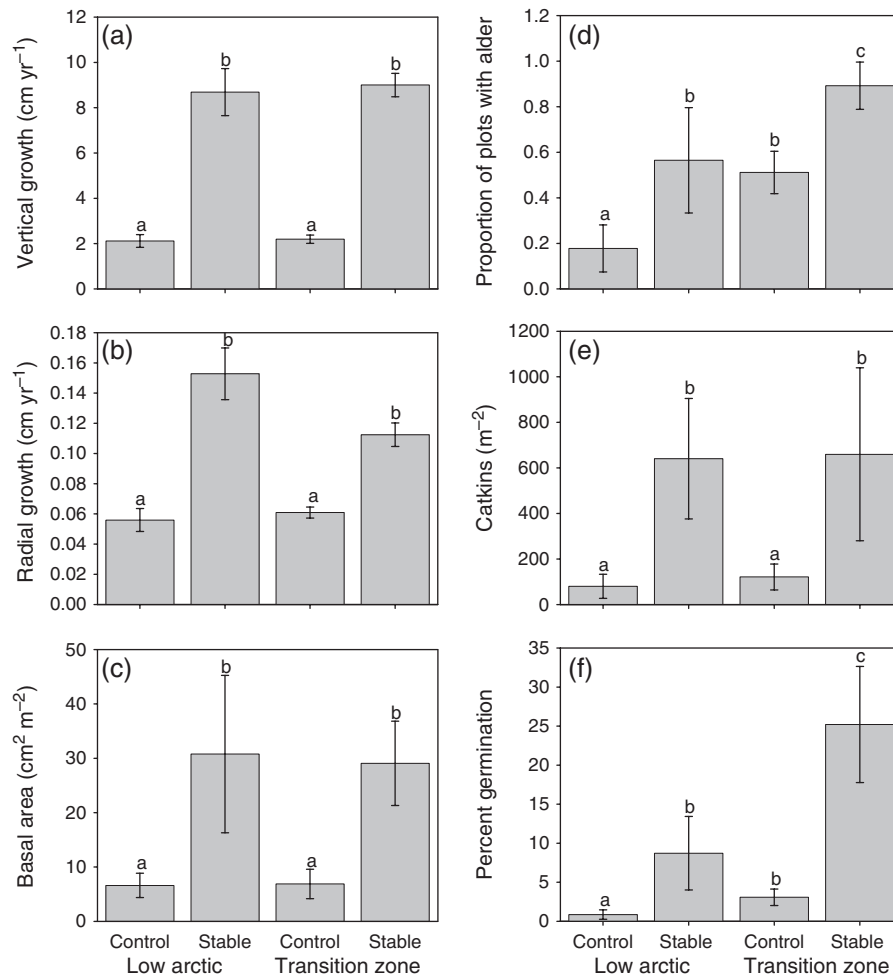 (a)
Vertical growth (cm yr⁻¹)
12
10
8
6
4
2
0
a
b
a
b
(b)
Radial growth (cm yr⁻¹)
0.18
0.16
0.14
0.12
0.10
0.08
0.06
0.04
0.02
0.00
a
b
a
b
(c)
Basal area (cm² m⁻²)
50
40
30
20
10
0
a
b
a
b
Control Stable Control Stable
Low arctic Transition zone
(d)
Proportion of plots with alder
1.2
1.0
0.8
0.6
0.4
0.2
0.0
a
b
b
c
(e)
Catkins (m⁻²)
1200
1000
800
600
400
200
0
a
b
a
b
(f)
Percent germination
35
30
25
20
15
10
5
0
a
b
b
c
Control Stable Control Stable
Low arctic Transition zone